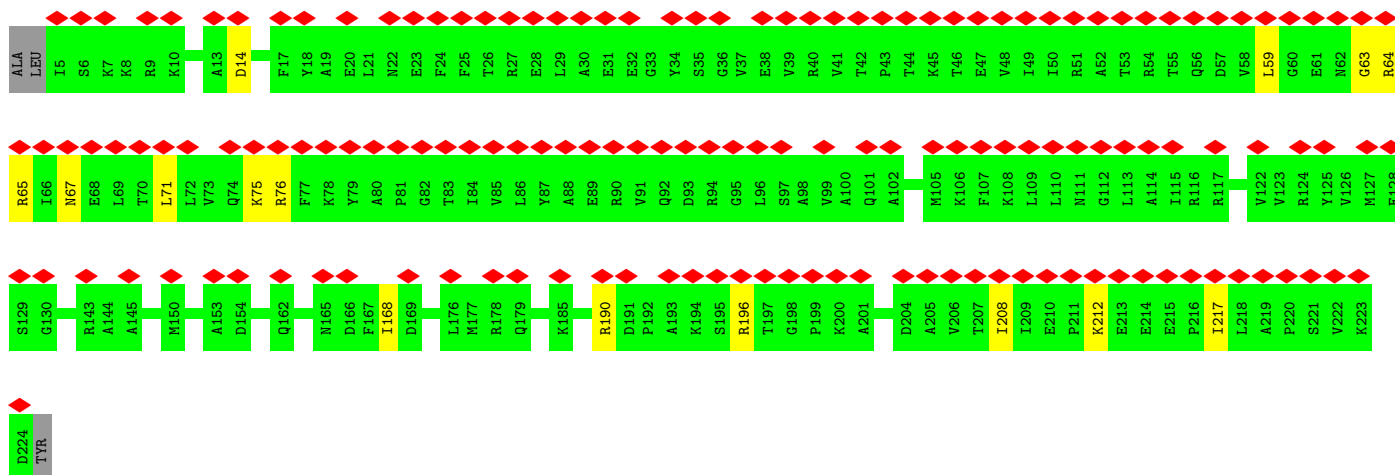 ALA LEU I5 S6 K7 K8 R9 K10 A13 D14 F17 Y18 A19 E20 L21 N22 E23 F24 F25 T26 R27 E28 L29 A30 E31 E32 G33 Y34 S35 G36 V37 E38 V39 R40 V41 T42 P43 T44 K45 T46 E47 V48 I49 I50 R51 A52 T53 R54 T55 Q56 D57 V58 L59 G60 E61 N62 G63 R64
R65 I66 N67 E68 L69 T70 L71 L72 V73 Q74 K75 R76 F77 K78 Y79 A80 P81 G82 T83 I84 V85 L86 Y87 A88 E89 R90 V91 Q92 D93 R94 G95 L96 S97 A98 V99 A100 Q101 A102 M105 K106 F107 K108 L109 L110 N111 G112 L113 A114 I115 R116 R117 V122 V123 R124 Y125 V126 M127 E128
S129 G130 R143 A144 A145 M150 A153 D154 Q162 N165 D166 F167 I168 D169 L176 M177 R178 Q179 K185 R190 D191 P192 A193 K194 S195 R196 T197 G198 P199 K200 A201 D204 A205 V206 T207 I208 I209 E210 P211 K212 E213 E214 E215 P216 I217 L218 A219 P220 S221 V222 K223
D224 TYR